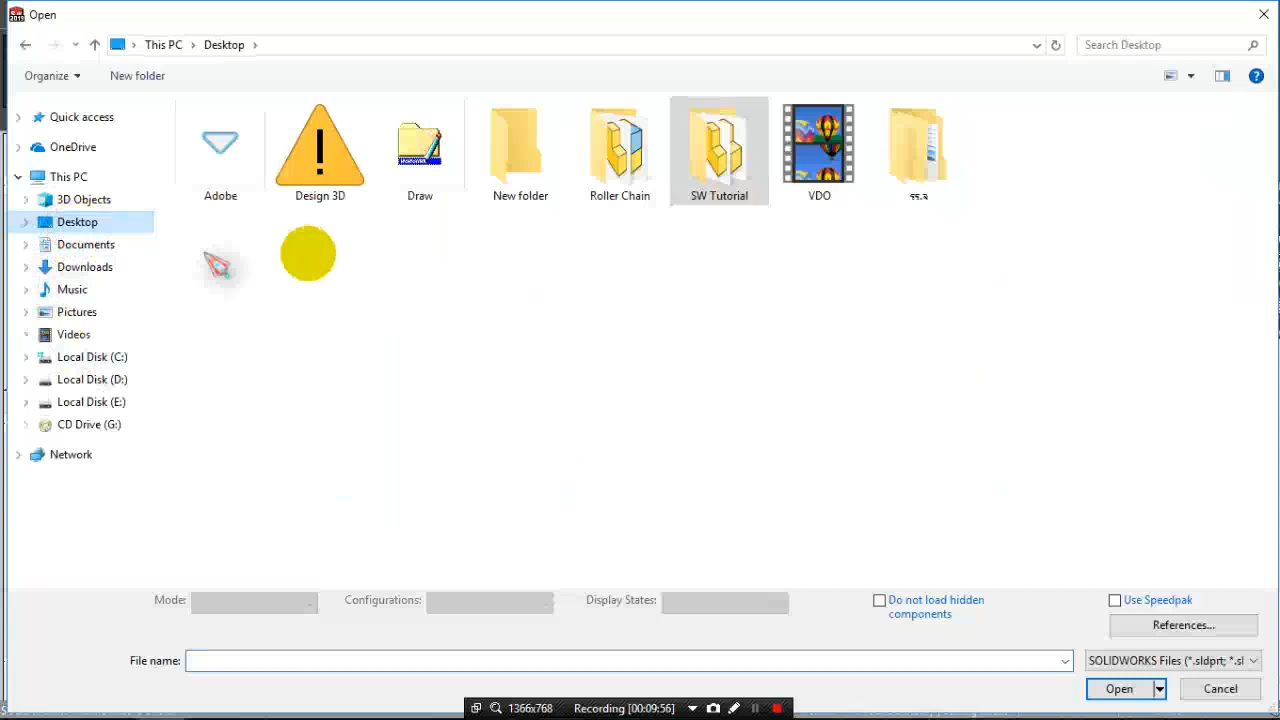 Open
This PC
Desktop
Search Desktop
Organize
New folder
Quick access
OneDrive
This PC
3D Objects
Desktop
Documents
Downloads
Music
Pictures
Videos
Local Disk (C:)
Local Disk (D:)
Local Disk (E:)
CD Drive (G:)
Network
Adobe
Design 3D
Draw
New folder
Roller Chain
SW Tutorial
VDO
Mode:
Configurations:
Display States:
Do not load hidden
components
Use Speedpak
References...
File name:
SOLIDWORKS Files (*.sldprt; *.sl
Open
Cancel
1366x768
Recording [00:09:56]